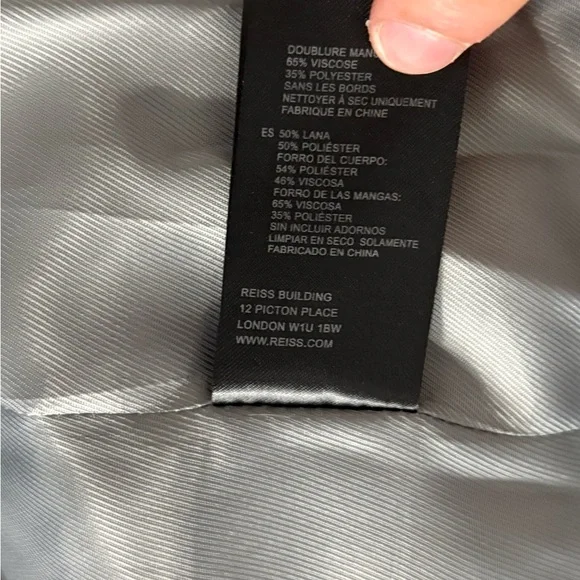 DOUBLURE
65% VISCOSE
35% POLYESTER
SANS LES BORDS
NETTOYER À SEC UNIQUEMENT
FABRIQUE EN CHINE
ES 50% LANA
50% POLIÉSTER
FORRO DEL CUERPO:
54% POLIÉSTER
46% VISCOSA
FORRO DE LAS MANGAS:
65% VISCOSA
35% POLIÉSTER
SIN INCLUIR ADORNOS
LIMPIAR EN SECO SOLAMENTE
FABRICADO EN CHINA
REISS BUILDING
12 PICTON PLACE
LONDON W1U 1BW
WWW.REISS.COM